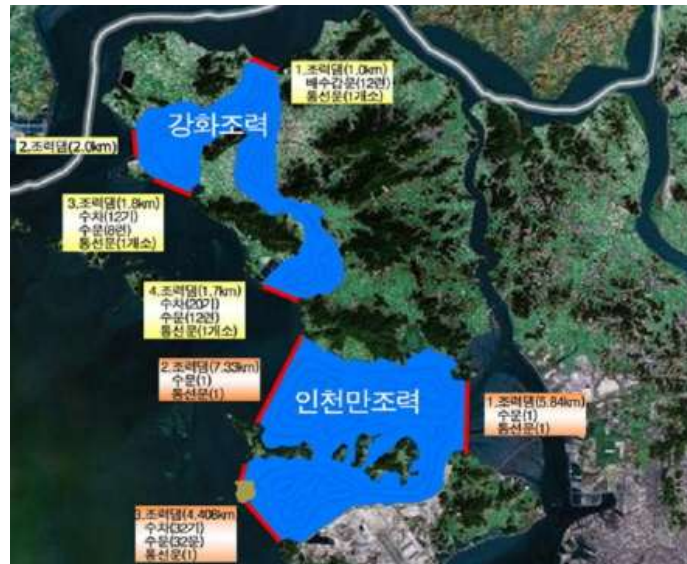 1.조력댐(1.0km)
배수갑문(12련)
통선문(1개소)
강화조력
2.조력댐(2.0km)
3.조력댐(1.8km)
수차(12기)
수문(8련)
통선문(1개소)
4.조력댐(1.7km)
수차(20기)
수문(12련)
통선문(1개소)
2.조력댐(7.33km)
수문(1)
통선문(1)
인천만조력
1.조력댐(5.84km)
수문(1)
통선문(1)
3.조력댐(4.408km)
수차(32기)
수문(32문)
통선문(1)